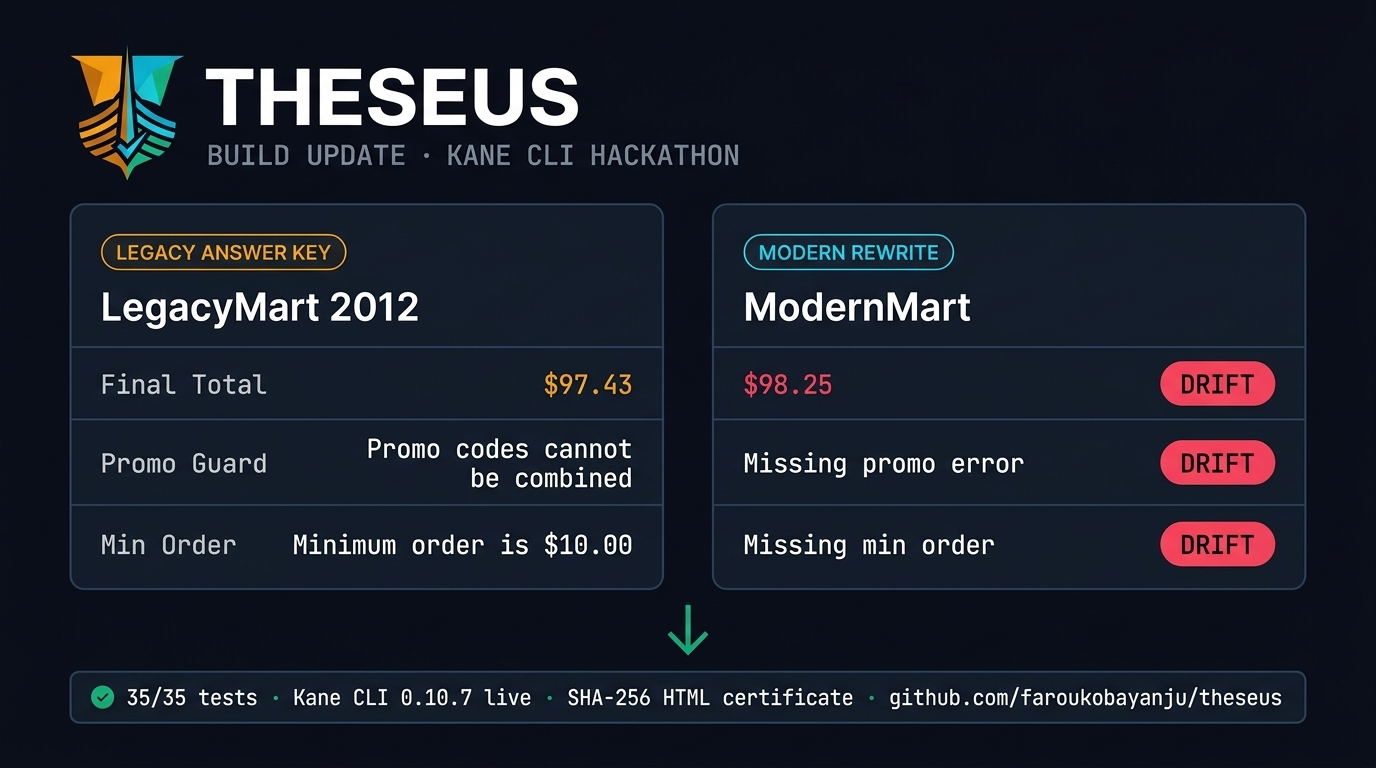 THESEUS
BUILD UPDATE · KANE CLI HACKATHON
LEGACY ANSWER KEY
LegacyMart 2012
Final Total $97.43
Promo Guard Promo codes cannot
be combined
Min Order Minimum order is $10.00
MODERN REWRITE
ModernMart
$98.25 DRIFT
Missing promo error DRIFT
Missing min order DRIFT
35/35 tests · Kane CLI 0.10.7 live · SHA-256 HTML certificate · github.com/faroukobayanju/theseus